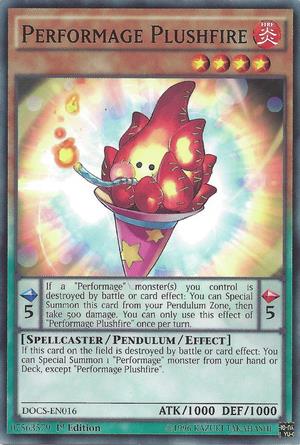 PERFORMAGE PLUSHFIRE
FIRE
炎
If a "Performage" monster(s) you control is
destroyed by battle or card effect: You can Special
Summon this card from your Pendulum Zone, then
take 500 damage. You can only use this effect of
"Performage Plushfire" once per turn.
5
5
[SPELLCASTER / PENDULUM / EFFECT]
If this card on the field is destroyed by battle or card effect: You can
Special Summon 1 "Performage" monster from your hand or
Deck, except "Performage Plushfire".
ATK/1000 DEF/1000
DOCS-EN016
07563579 1st Edition ©1996 KAZUKI TAKAHASHI